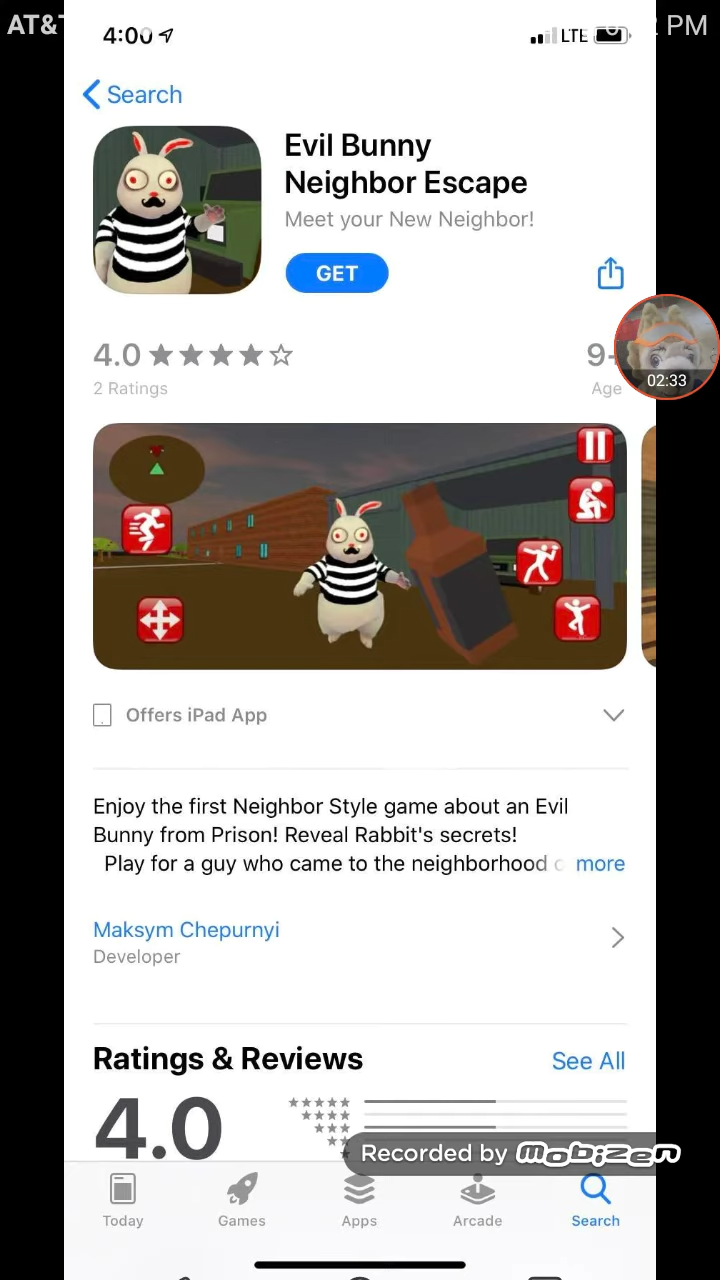 AT&T
PM
4:00
LTE
Search
Evil Bunny
Neighbor Escape
Meet your New Neighbor!
GET
4.0
2 Ratings
9
Age
02:33
Offers iPad App
Enjoy the first Neighbor Style game about an Evil
Bunny from Prison! Reveal Rabbit's secrets!
Play for a guy who came to the neighborhood more
Maksym Chepurnyi
Developer
Ratings & Reviews
See All
4.0
Recorded by mobizen
Today
Games
Apps
Arcade
Search